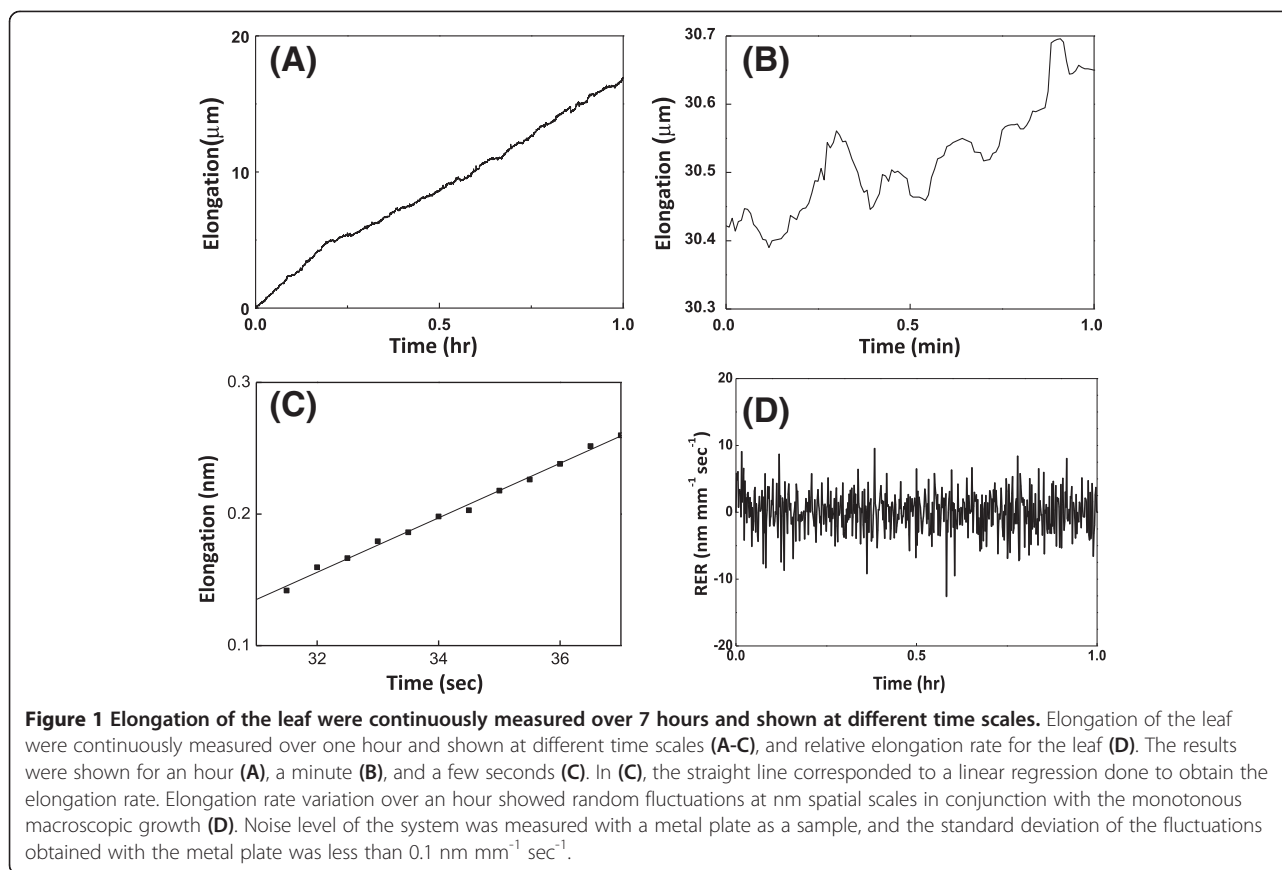 (A)
20
10
0
Elongation(μm)
0.0
0.5
1.0
Time (hr)
(B)
30.7
30.6
30.5
30.4
30.3
Elongation (μm)
0.0
0.5
1.0
Time (min)
(C)
0.3
0.2
0.1
Elongation (nm)
32
34
36
Time (sec)
(D)
20
10
0
-10
-20
RER (nm mm⁻¹ sec⁻¹)
0.0
0.5
1.0
Time (hr)
Figure 1 Elongation of the leaf were continuously measured over 7 hours and shown at different time scales. Elongation of the leaf
were continuously measured over one hour and shown at different time scales (A-C), and relative elongation rate for the leaf (D). The results
were shown for an hour (A), a minute (B), and a few seconds (C). In (C), the straight line corresponded to a linear regression done to obtain the
elongation rate. Elongation rate variation over an hour showed random fluctuations at nm spatial scales in conjunction with the monotonous
macroscopic growth (D). Noise level of the system was measured with a metal plate as a sample, and the standard deviation of the fluctuations
obtained with the metal plate was less than 0.1 nm mm⁻¹ sec⁻¹.